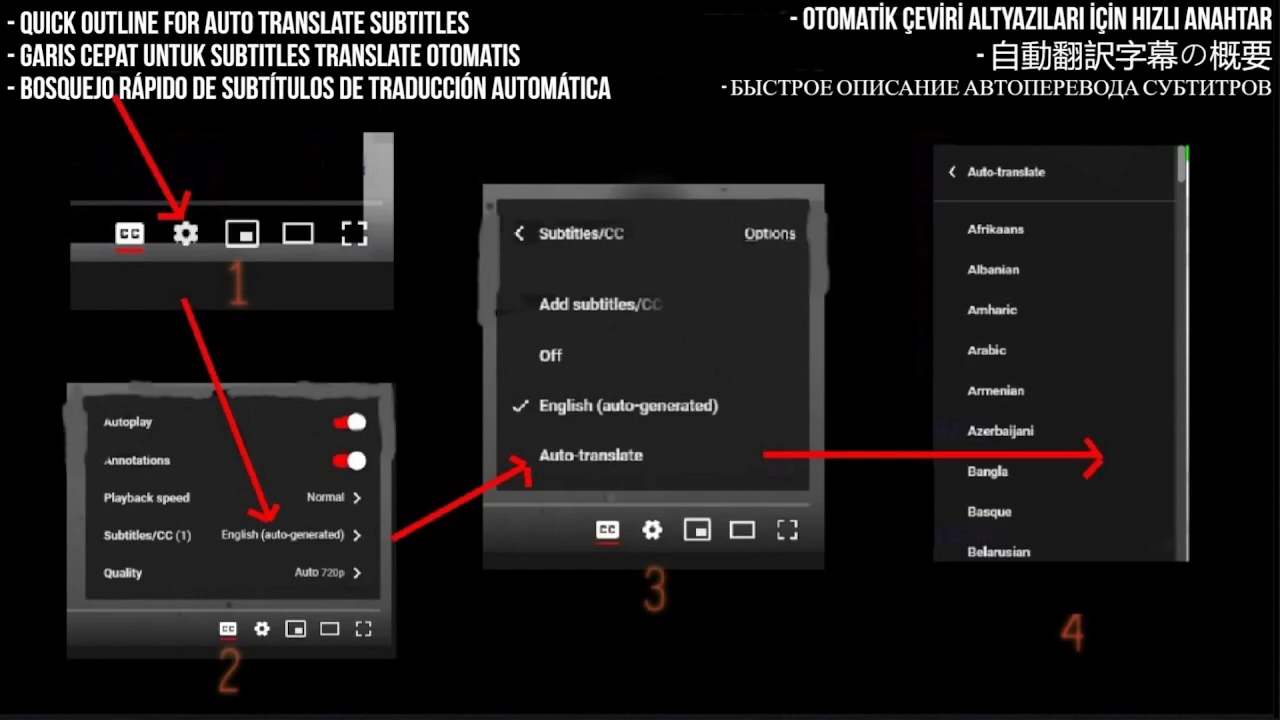 - QUICK OUTLINE FOR AUTO TRANSLATE SUBTITLES
- GARIS CEPAT UNTUK SUBTITLES TRANSLATE OTOMATIS
- BOSQUEJO RÁPIDO DE SUBTÍTULOS DE TRADUCCIÓN AUTOMÁTICA
- OTOMATİK ÇEVİRİ ALTYAZILARI İÇİN HIZLI ANAHTAR
- 自動翻訳字幕の概要
- БЫСТРОЕ ОПИСАНИЕ АВТОПЕРЕВОДА СУБТИТРОВ
CC
1
Autoplay
Annotations
Playback speed Normal
Subtitles/CC (1) English (auto-generated)
Quality Auto 720p
CC
2
Subtitles/CC Options
Add subtitles/CC
Off
English (auto-generated)
Auto-translate
CC
3
Auto-translate
Afrikaans
Albanian
Amharic
Arabic
Armenian
Azerbaijani
Bangla
Basque
Belarusian
4